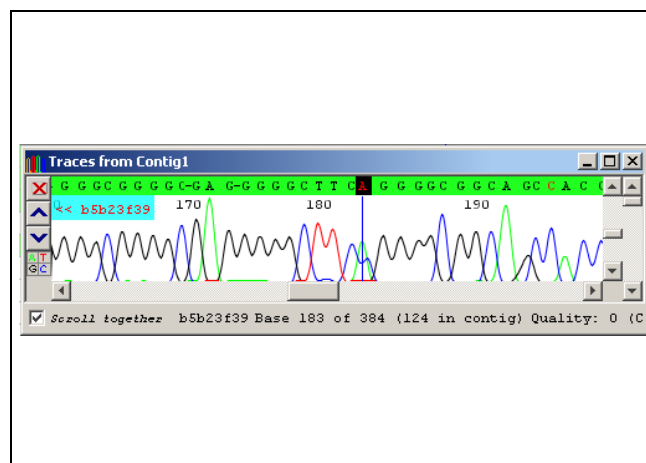 Traces from Contig1
G G G C G G G G C - G A G - G G G G C T T C A G G G G C G G C A G C C A C C
<< b5b23f39 170 180 190
A T
G C
Scroll together b5b23f39 Base 183 of 384 (124 in contig) Quality: 0 (C